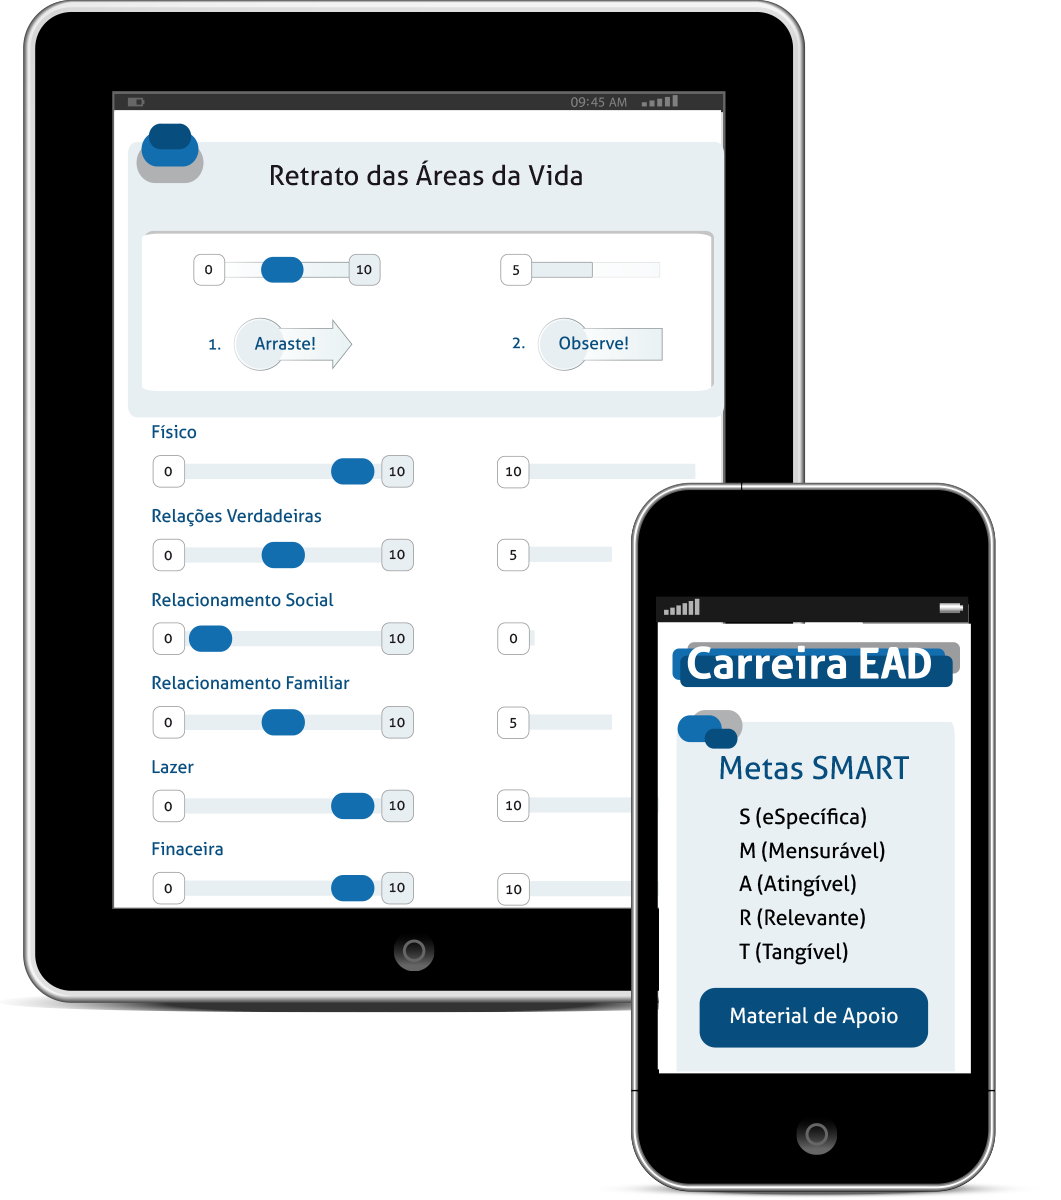 09:45 AM
Retrato das Áreas da Vida
0 10 5
1. Arraste! 2. Observe!
Físico
0 10 10
Relações Verdadeiras
0 10 5
Relacionamento Social
0 10 0
Relacionamento Familiar
0 10 5
Lazer
0 10 10
Finaceira
0 10 10
Carreira EAD
Metas SMART
S (eSpecífica)
M (Mensurável)
A (Atingível)
R (Relevante)
T (Tangível)
Material de Apoio